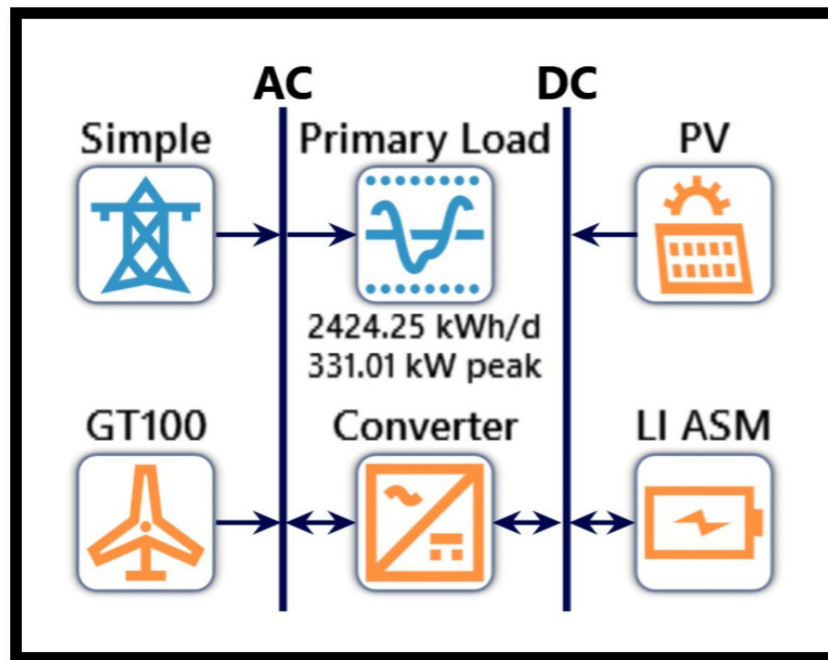 AC
DC
Simple
Primary Load
PV
2424.25 kWh/d
331.01 kW peak
GT100
Converter
LI ASM